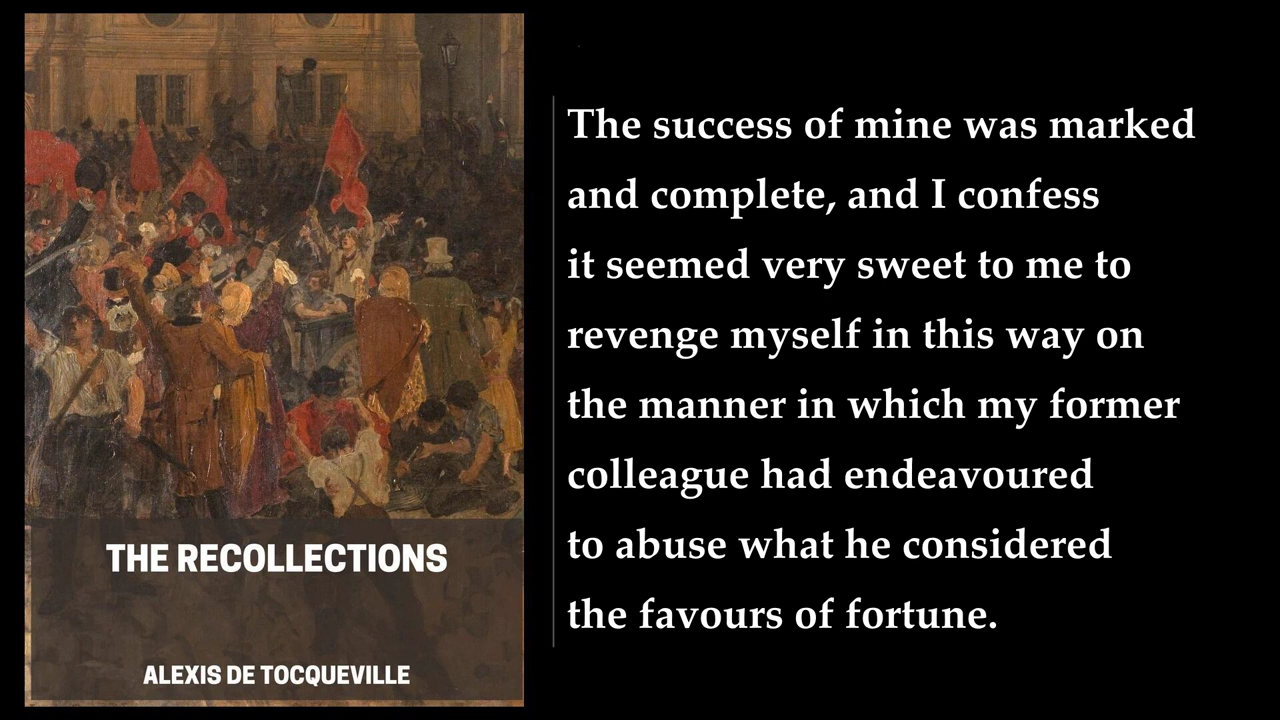 THE RECOLLECTIONS
ALEXIS DE TOCQUEVILLE
The success of mine was marked
and complete, and I confess
it seemed very sweet to me to
revenge myself in this way on
the manner in which my former
colleague had endeavoured
to abuse what he considered
the favours of fortune.